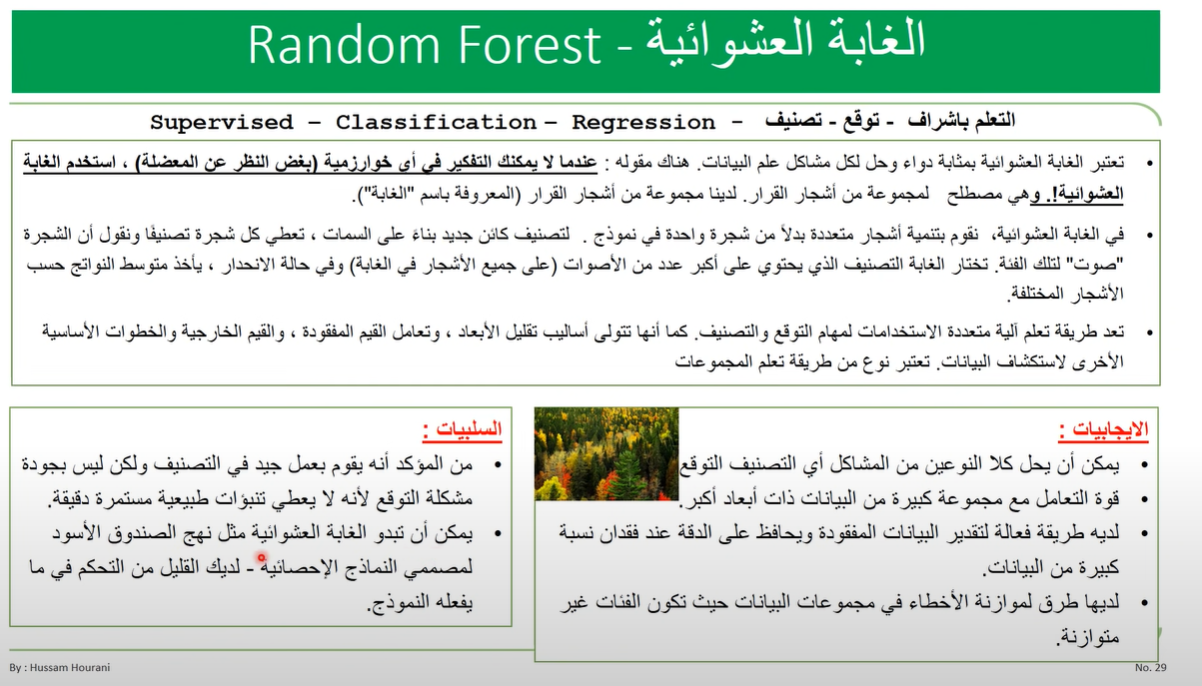 الغابة العشوائية - Random Forest
التعلم باشراف - توقع - تصنيف - Supervised – Classification – Regression
• تعتبر الغابة العشوائية بمثابة دواء وحل لكل مشاكل علم البيانات. هناك مقوله : عندما لا يمكنك التفكير في أي خوارزمية (بغض النظر عن المعضلة) ، استخدم الغابة
العشوائية!. وهي مصطلح لمجموعة من أشجار القرار. لدينا مجموعة من أشجار القرار (المعروفة باسم "الغابة").
• في الغابة العشوائية، نقوم بتنمية أشجار متعددة بدلاً من شجرة واحدة في نموذج . لتصنيف كائن جديد بناءً على السمات ، تعطي كل شجرة تصنيفًا ونقول أن الشجرة
"صوت" لتلك الفئة. تختار الغابة التصنيف الذي يحتوي على أكبر عدد من الأصوات (على جميع الأشجار في الغابة) وفي حالة الانحدار ، يأخذ متوسط النواتج حسب
الأشجار المختلفة.
• تعد طريقة تعلم آلية متعددة الاستخدامات لمهام التوقع والتصنيف. كما أنها تتولى أساليب تقليل الأبعاد ، وتعامل القيم المفقودة ، والقيم الخارجية والخطوات الأساسية
الأخرى لاستكشاف البيانات. تعتبر نوع من طريقة تعلم المجموعات
الايجابيات :
• يمكن أن يحل كلا النوعين من المشاكل أي التصنيف التوقع
• قوة التعامل مع مجموعة كبيرة من البيانات ذات أبعاد أكبر.
• لديه طريقة فعالة لتقدير البيانات المفقودة ويحافظ على الدقة عند فقدان نسبة
كبيرة من البيانات.
• لديها طرق لموازنة الأخطاء في مجموعات البيانات حيث تكون الفئات غير
متوازنة.
السلبيات :
• من المؤكد أنه يقوم بعمل جيد في التصنيف ولكن ليس بجودة
مشكلة التوقع لأنه لا يعطي تنبؤات طبيعية مستمرة دقيقة.
• يمكن أن تبدو الغابة العشوائية مثل نهج الصندوق الأسود
لمصممي النماذج الإحصائية - لديك القليل من التحكم في ما
يفعله النموذج.
By : Hussam Hourani
No. 29